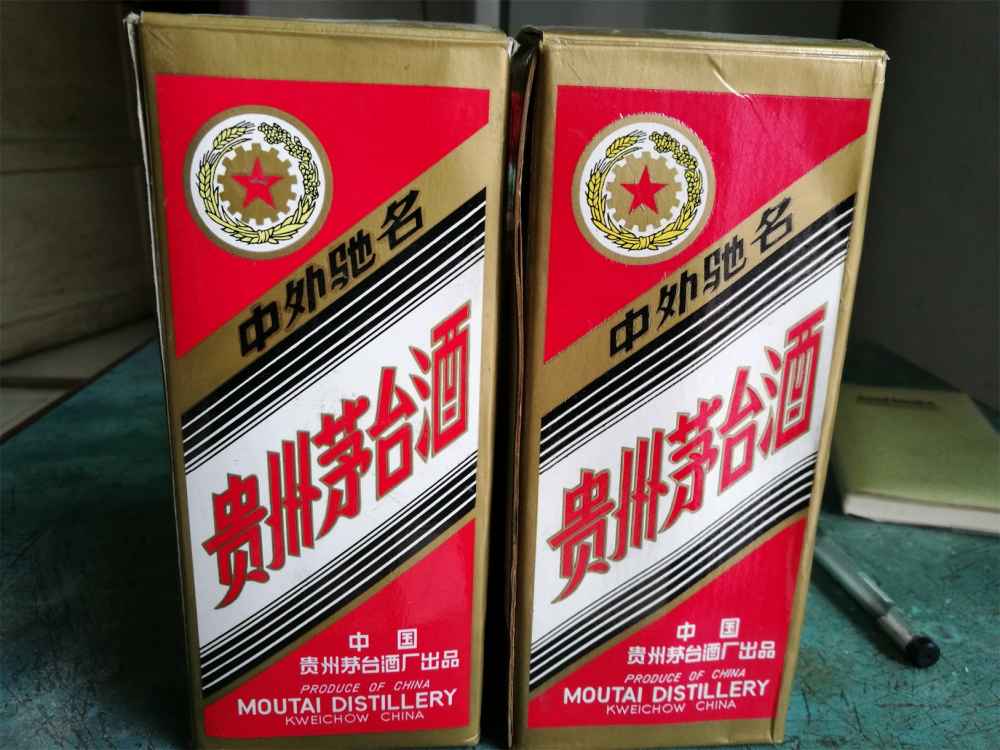 中外驰名
贵州茅台酒
中国
贵州茅台酒厂出品
PRODUCE OF CHINA
MOUTAI DISTILLERY
KWEICHOW CHINA
中外驰名
贵州茅台酒
中国
贵州茅台酒厂出品
PRODUCE OF CHINA
MOUTAI DISTILLERY
KWEICHOW CHINA